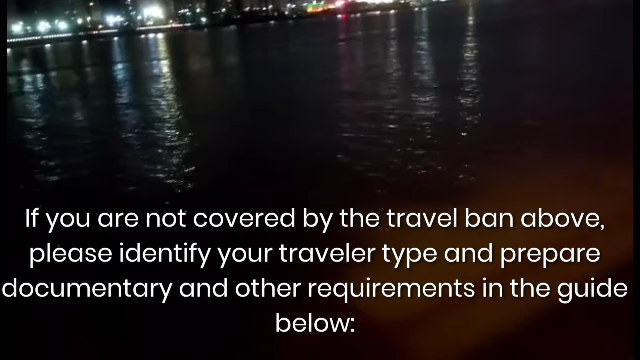 If you are not covered by the travel ban above,
please identify your traveler type and prepare
documentary and other requirements in the guide
below: